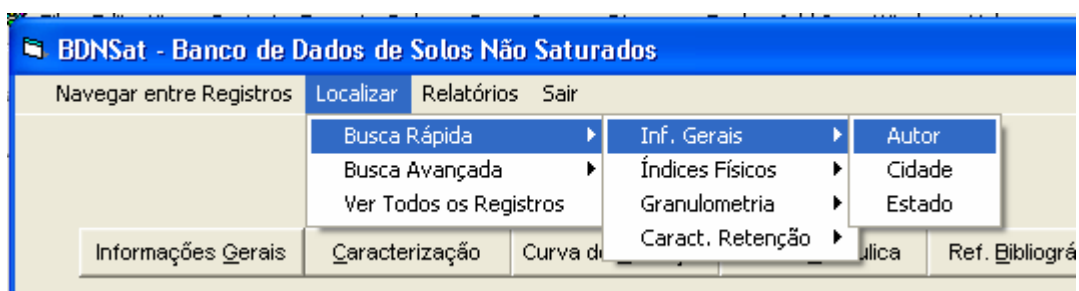 BDNSat - Banco de Dados de Solos Não Saturados
Navegar entre Registros Localizar Relatórios Sair
Busca Rápida Inf. Gerais Autor
Busca Avançada Índices Físicos Cidade
Ver Todos os Registros Granulometria Estado
Caract. Retenção
Informações Gerais Caracterização Curva de Ref.